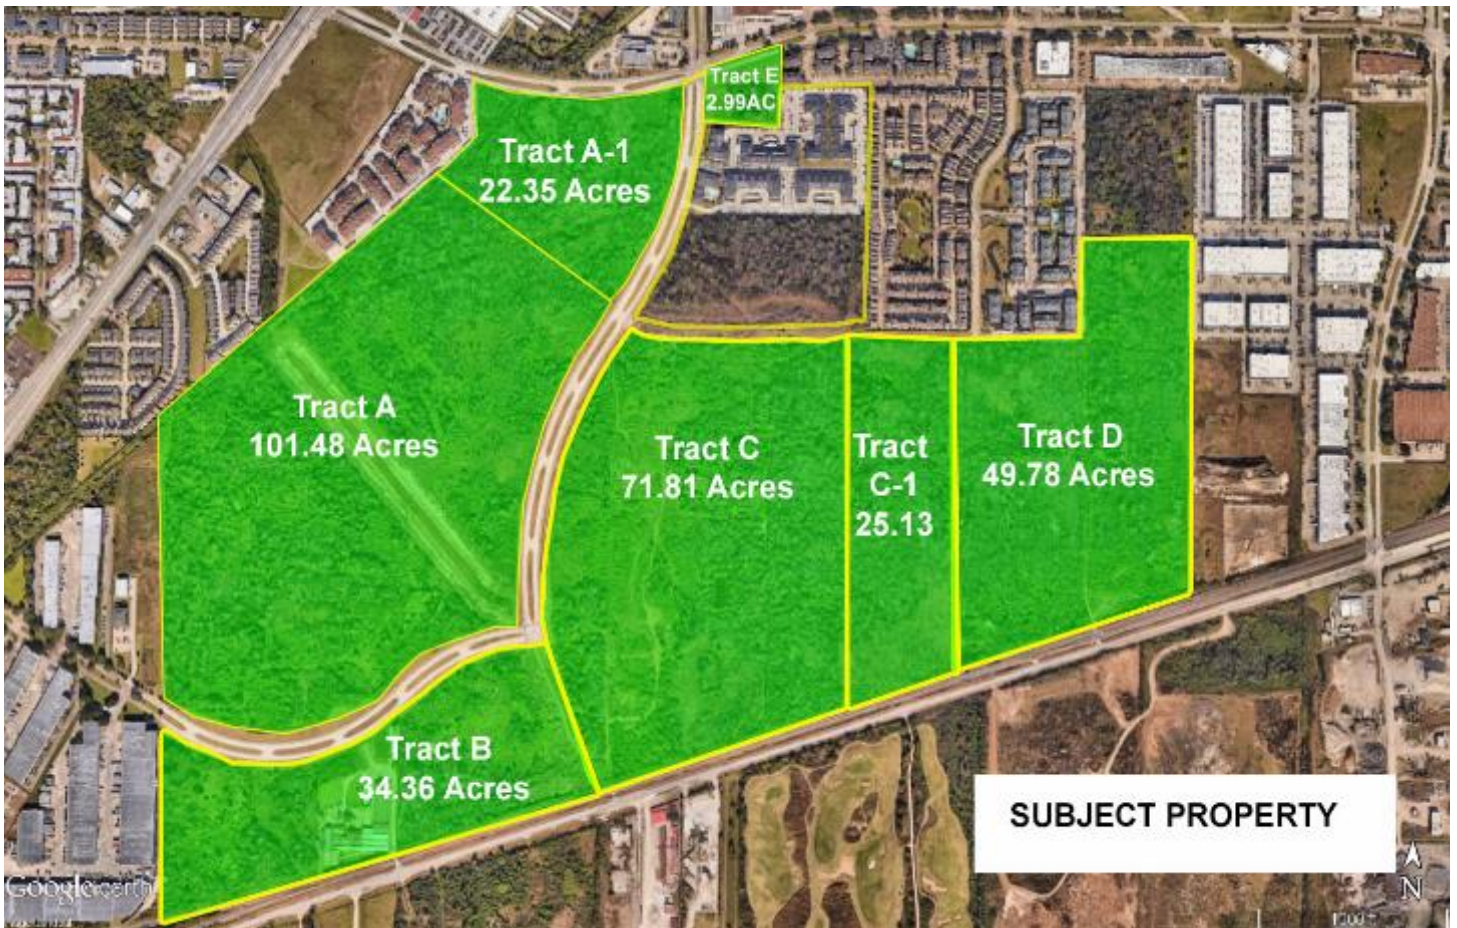 Tract E
2.99AC
Tract A-1
22.35 Acres
Tract A
101.48 Acres
Tract C
71.81 Acres
Tract
C-1
25.13
Tract D
49.78 Acres
Tract B
34.36 Acres
SUBJECT PROPERTY
N
Google earth